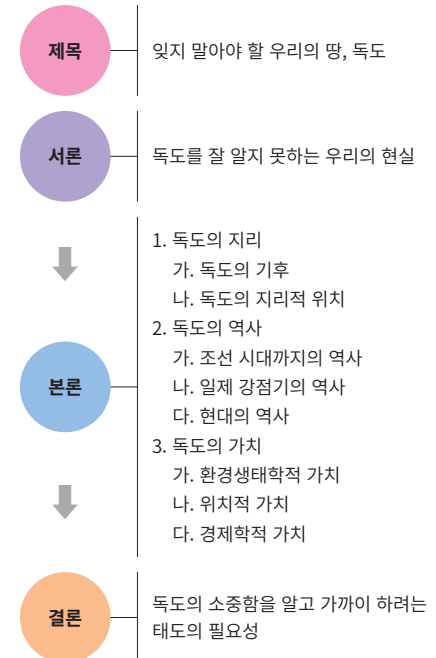 제목
잊지 말아야 할 우리의 땅, 독도
서론
독도를 잘 알지 못하는 우리의 현실
본론
1. 독도의 지리
가. 독도의 기후
나. 독도의 지리적 위치
2. 독도의 역사
가. 조선 시대까지의 역사
나. 일제 강점기의 역사
다. 현대의 역사
3. 독도의 가치
가. 환경생태학적 가치
나. 위치적 가치
다. 경제학적 가치
결론
독도의 소중함을 알고 가까이 하려는
태도의 필요성